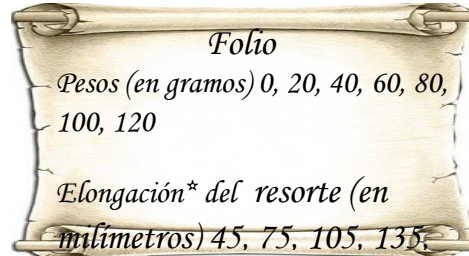 Folio
Pesos (en gramos) 0, 20, 40, 60, 80,
100, 120
Elongación* del resorte (en
milímetros) 45, 75, 105, 135,